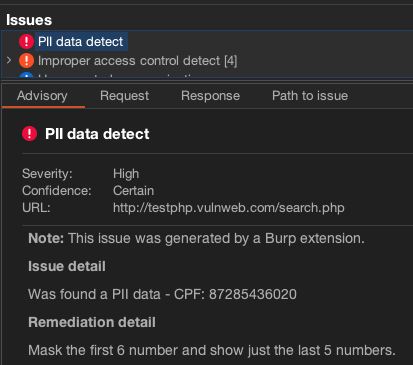 Issues
PII data detect
Improper access control detect [4]
Advisory Request Response Path to issue
PII data detect
Severity: High
Confidence: Certain
URL: http://testphp.vulnweb.com/search.php
Note: This issue was generated by a Burp extension.
Issue detail
Was found a PII data - CPF: 87285436020
Remediation detail
Mask the first 6 number and show just the last 5 numbers.